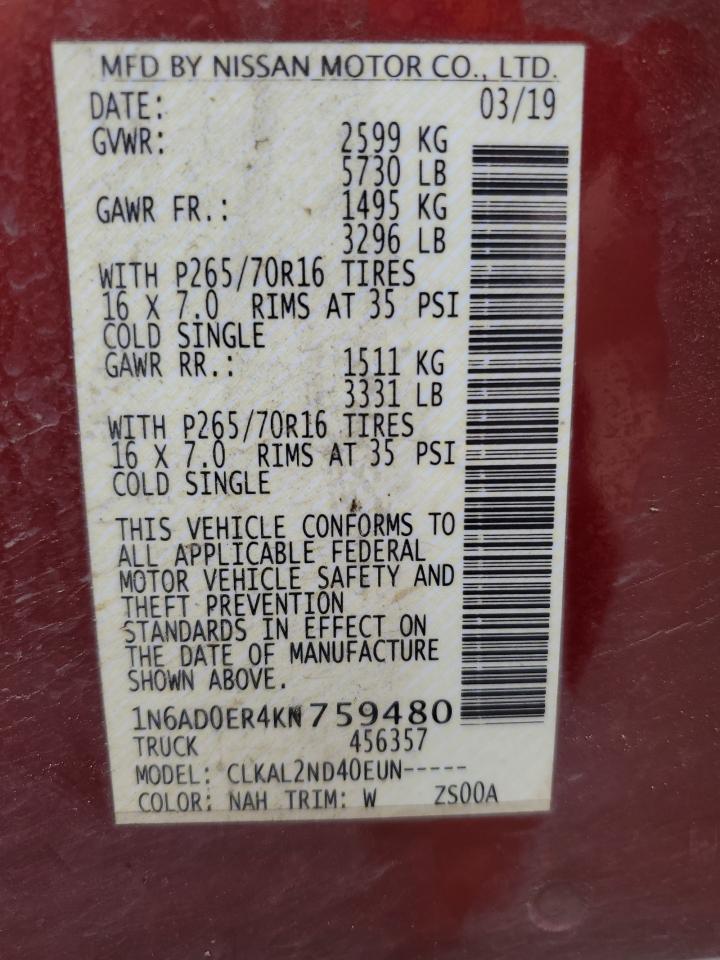 MFD BY NISSAN MOTOR CO., LTD.
DATE: 03/19
GVWR: 2599 KG
5730 LB
GAWR FR.: 1495 KG
3296 LB
WITH P265/70R16 TIRES
16 X 7.0 RIMS AT 35 PSI
COLD SINGLE
GAWR RR.: 1511 KG
3331 LB
WITH P265/70R16 TIRES
16 X 7.0 RIMS AT 35 PSI
COLD SINGLE
THIS VEHICLE CONFORMS TO
ALL APPLICABLE FEDERAL
MOTOR VEHICLE SAFETY AND
THEFT PREVENTION
STANDARDS IN EFFECT ON
THE DATE OF MANUFACTURE
SHOWN ABOVE.
1N6AD0ER4KN759480
TRUCK 456357
MODEL: CLKAL2ND40EUN-----
COLOR: NAH TRIM: W ZS00A